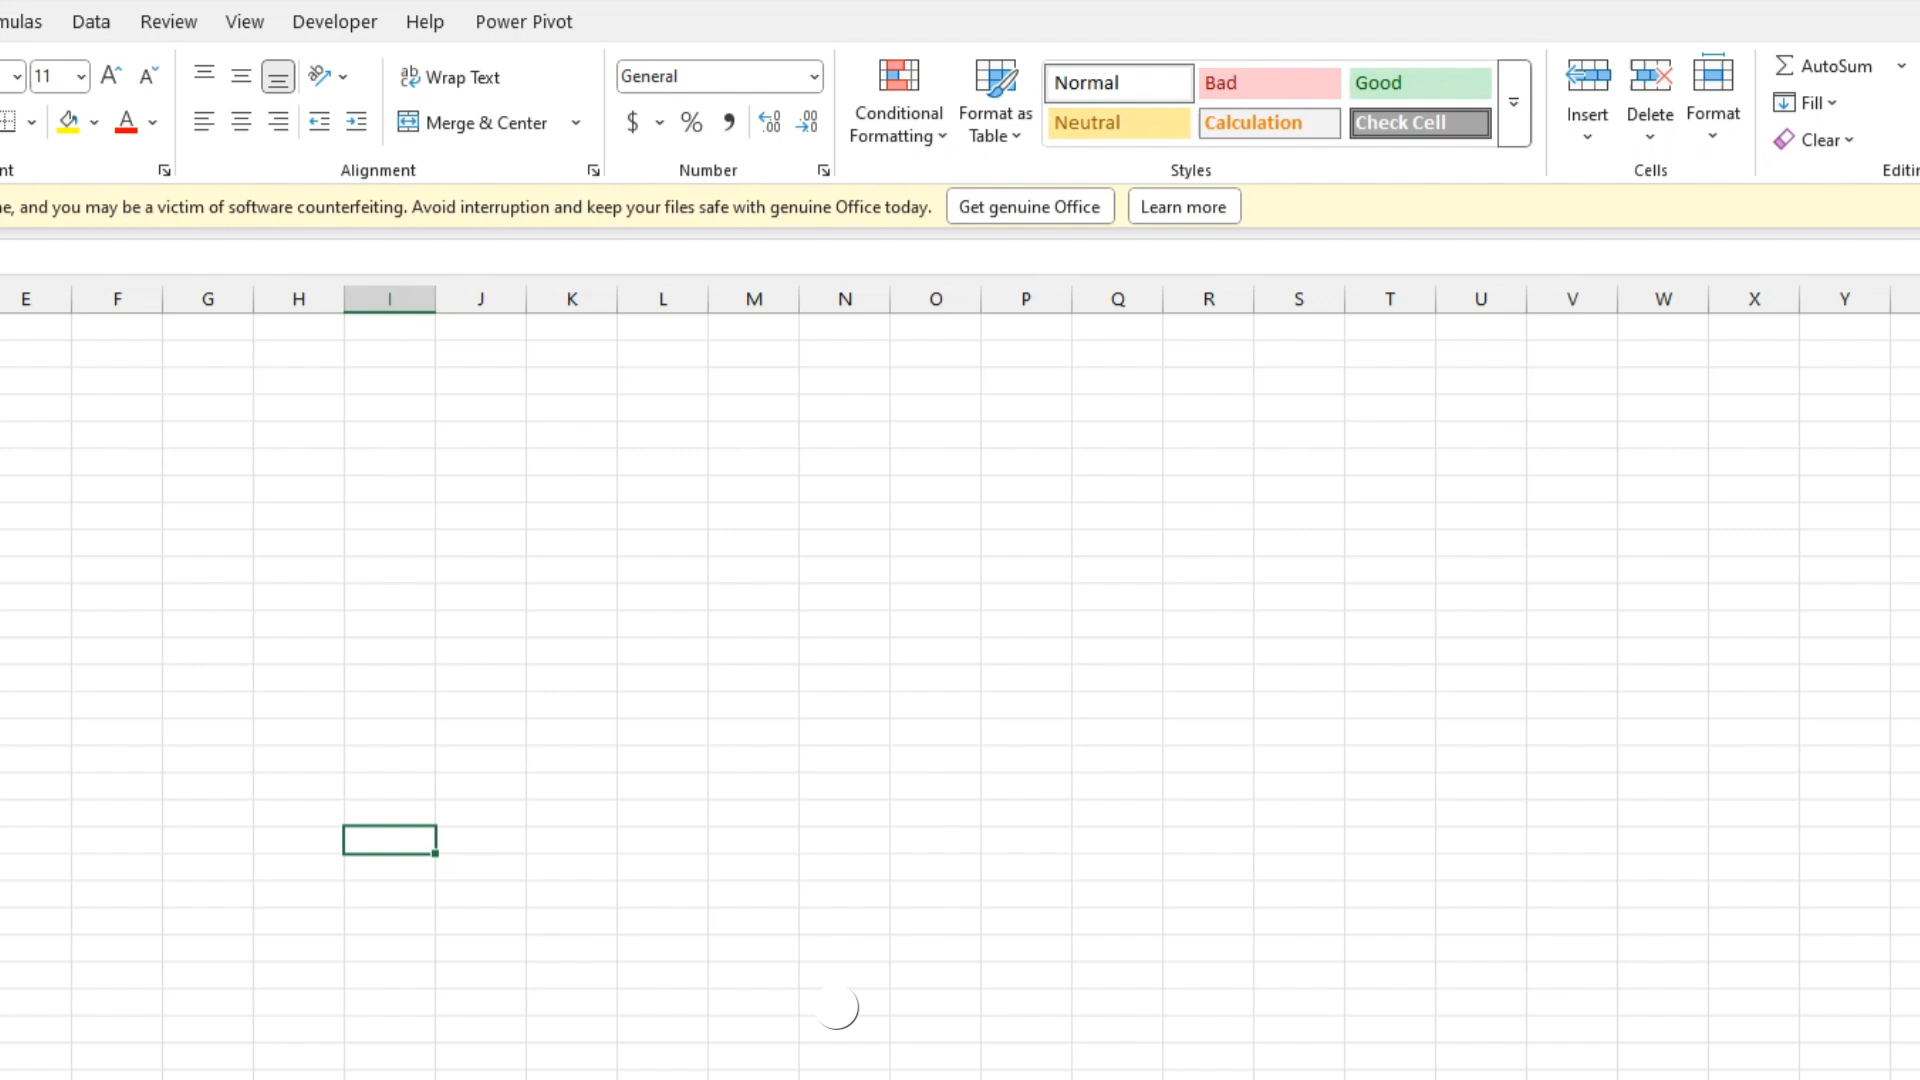 mulas Data Review View Developer Help Power Pivot
11 A A ab Wrap Text General Normal Bad Good AutoSum
Conditional Formatting Format as Table Insert Delete Format Fill
A Merge & Center $ % , Neutral Calculation Check Cell Clear
nt Alignment Number Styles Cells Editin
e, and you may be a victim of software counterfeiting. Avoid interruption and keep your files safe with genuine Office today. Get genuine Office Learn more
E F G H I J K L M N O P Q R S T U V W X Y